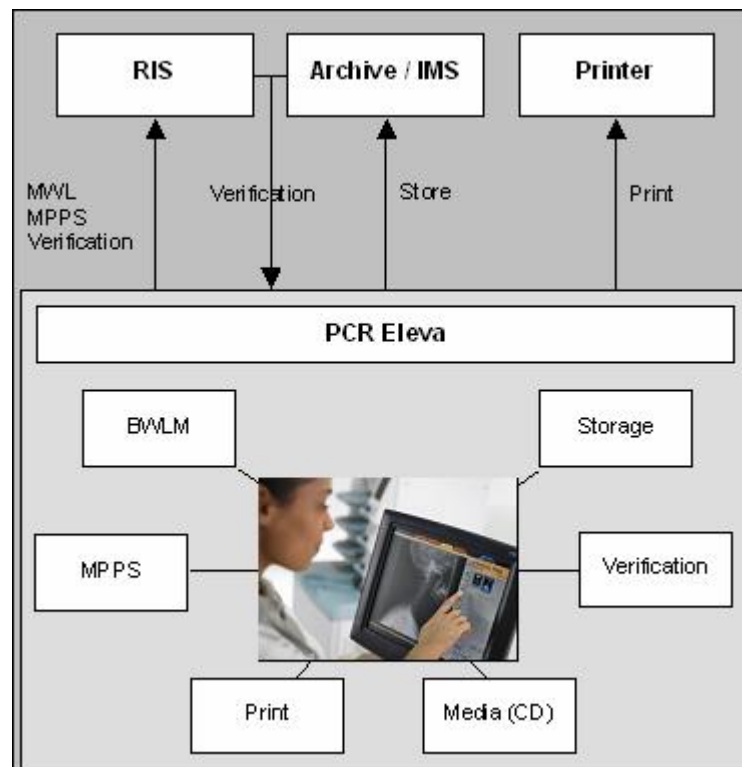 RIS
Archive / IMS
Printer
MWL
MPPS
Verification
Verification
Store
Print
PCR Eleva
BWLM
Storage
MPPS
Verification
Print
Media (CD)